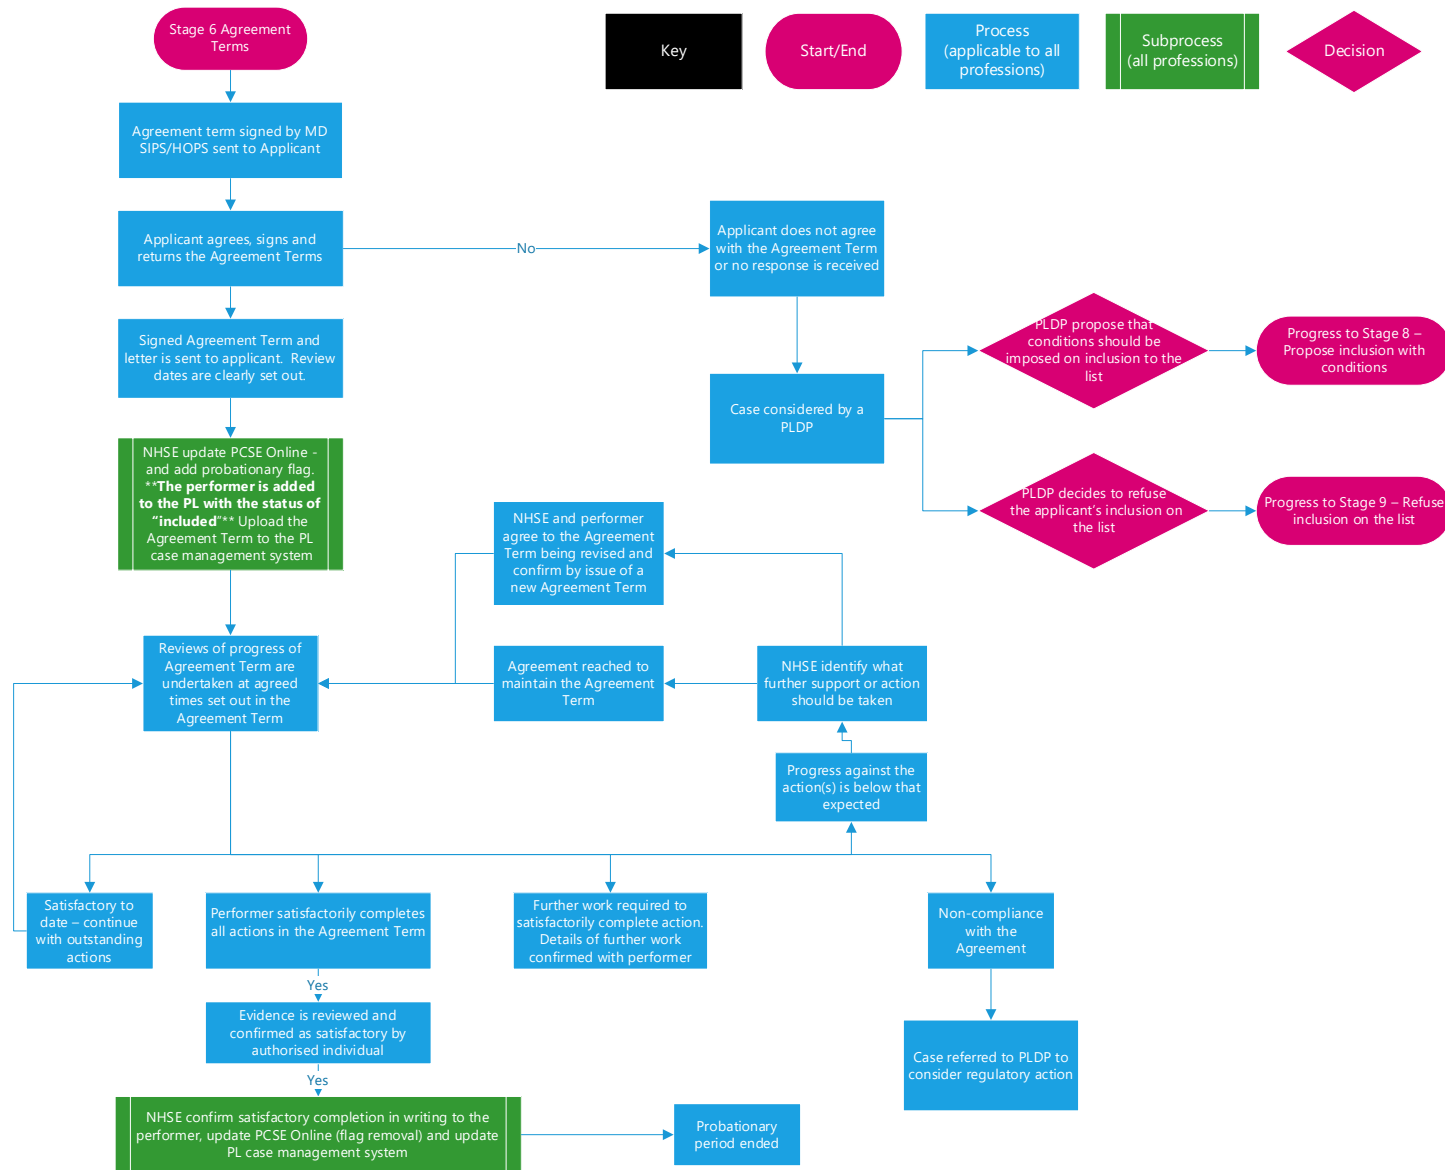 Stage 6 Agreement
Terms
Key
Start/End
Process
(applicable to all
professions)
Subprocess
(all professions)
Decision
Agreement term signed by MD
SIPS/HOPS sent to Applicant
Applicant agrees, signs and
returns the Agreement Terms
No
Applicant does not agree
with the Agreement Term
or no response is received
Signed Agreement Term and
letter is sent to applicant. Review
dates are clearly set out.
Case considered by a
PLDP
PLDP propose that
conditions should be
imposed on inclusion to the
list
Progress to Stage 8 –
Propose inclusion with
conditions
PLDP decides to refuse
the applicant's inclusion on
the list
Progress to Stage 9 – Refuse
inclusion on the list
NHSE update PCSE Online -
and add probationary flag.
**The performer is added
to the PL with the status of
“included”** Upload the
Agreement Term to the PL
case management system
NHSE and performer
agree to the Agreement
Term being revised and
confirm by issue of a
new Agreement Term
Reviews of progress of
Agreement Term are
undertaken at agreed
times set out in the
Agreement Term
Agreement reached to
maintain the Agreement
Term
NHSE identify what
further support or action
should be taken
Progress against the
action(s) is below that
expected
Satisfactory to
date – continue
with outstanding
actions
Performer satisfactorily completes
all actions in the Agreement Term
Further work required to
satisfactorily complete action.
Details of further work
confirmed with performer
Non-compliance
with the
Agreement
Yes
Evidence is reviewed and
confirmed as satisfactory by
authorised individual
Case referred to PLDP to
consider regulatory action
Yes
NHSE confirm satisfactory completion in writing to the
performer, update PCSE Online (flag removal) and update
PL case management system
Probationary
period ended